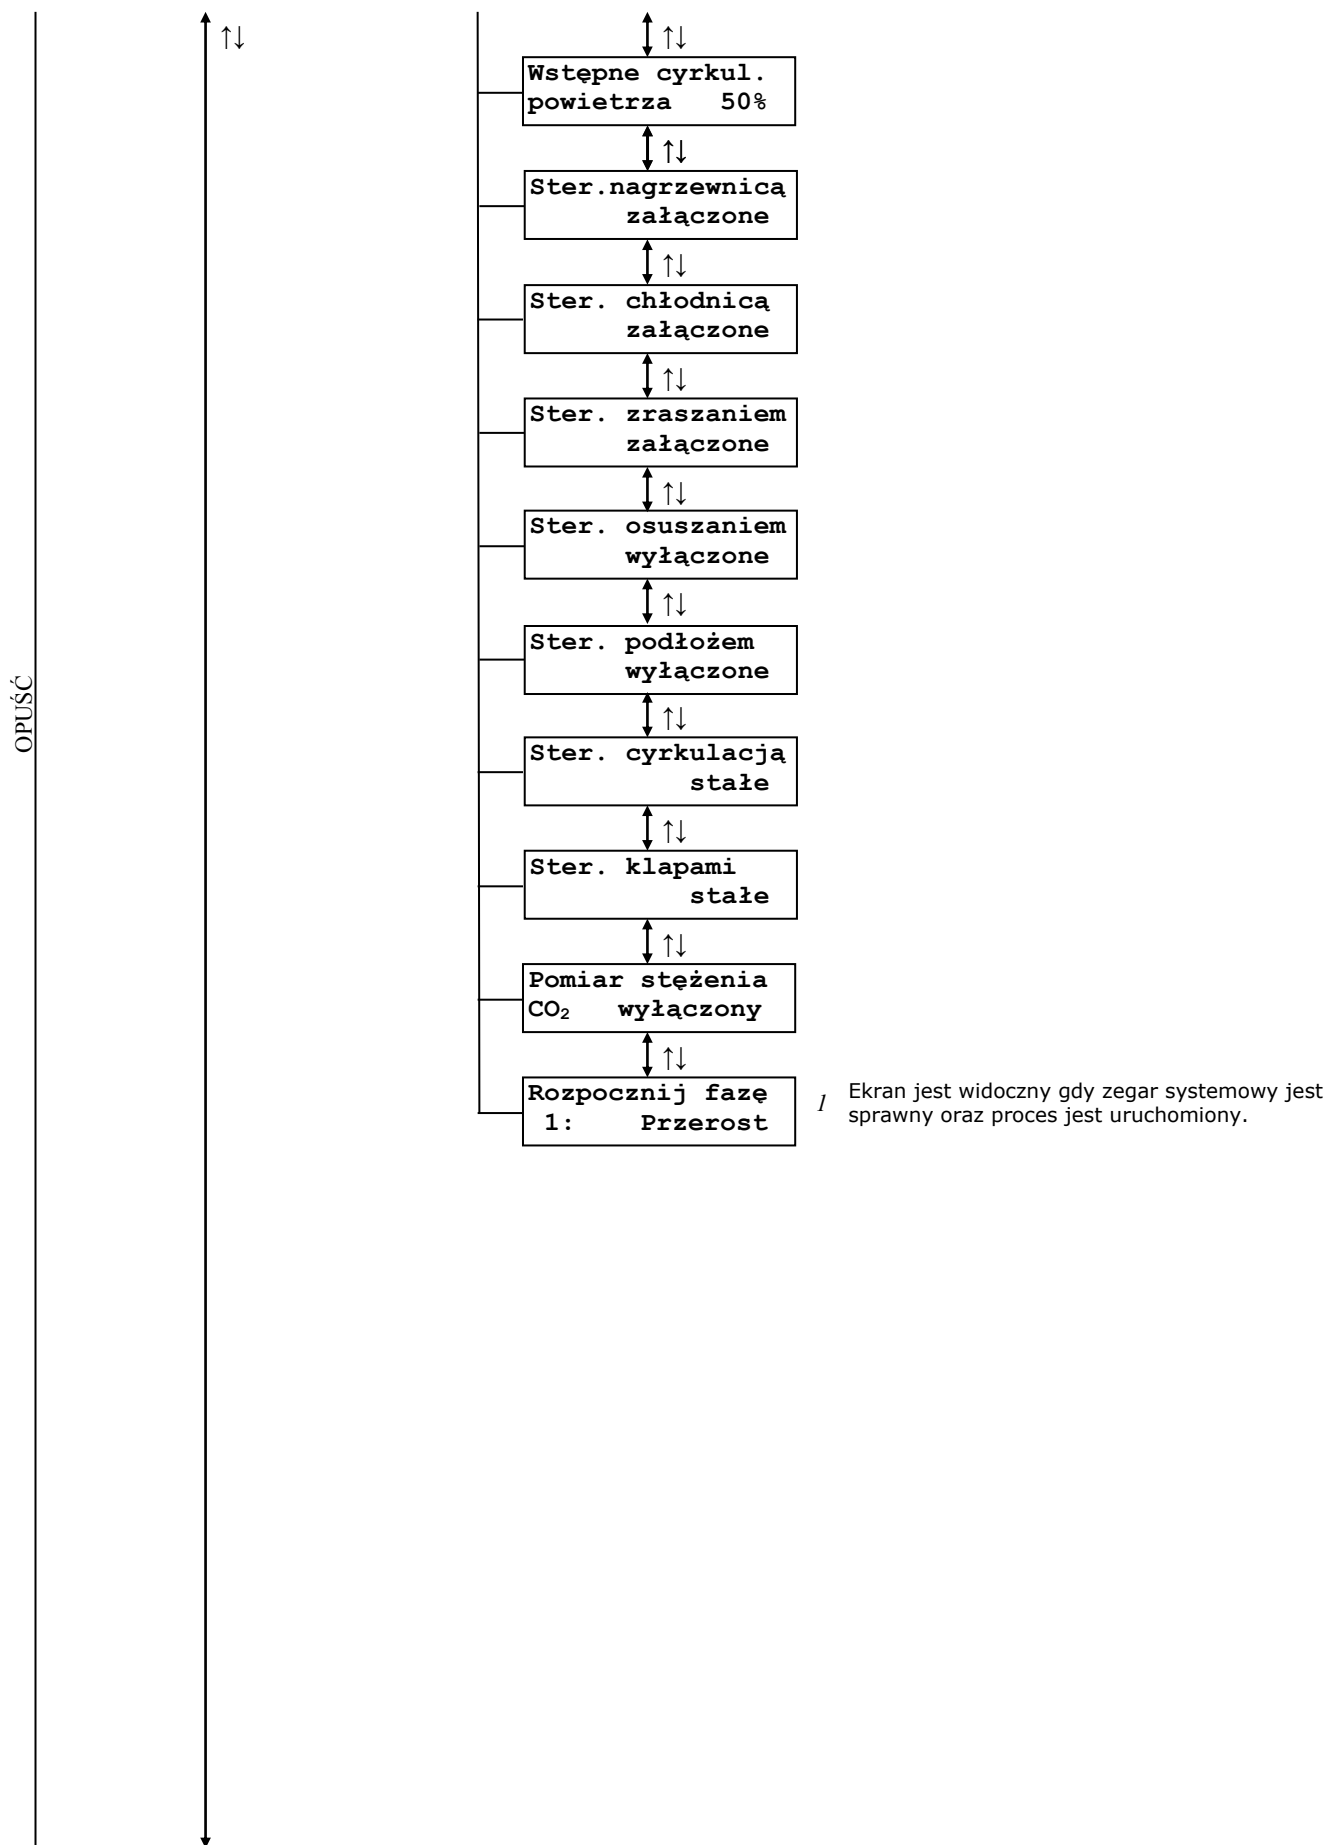 ↑↓
↑↓
Wstępne cyrkul.
powietrza 50%
↑↓
Ster.nagrzewnicą
załączone
↑↓
Ster. chłodnicą
załączone
↑↓
Ster. zraszaniem
załączone
↑↓
Ster. osuszaniem
wyłączone
↑↓
Ster. podłożem
wyłączone
↑↓
OPUŚĆ
Ster. cyrkulacją
stałe
↑↓
Ster. klapami
stałe
↑↓
Pomiar stężenia
CO₂ wyłączony
↑↓
Rozpocznij fazę
1: Przerost
1 Ekran jest widoczny gdy zegar systemowy jest
sprawny oraz proces jest uruchomiony.